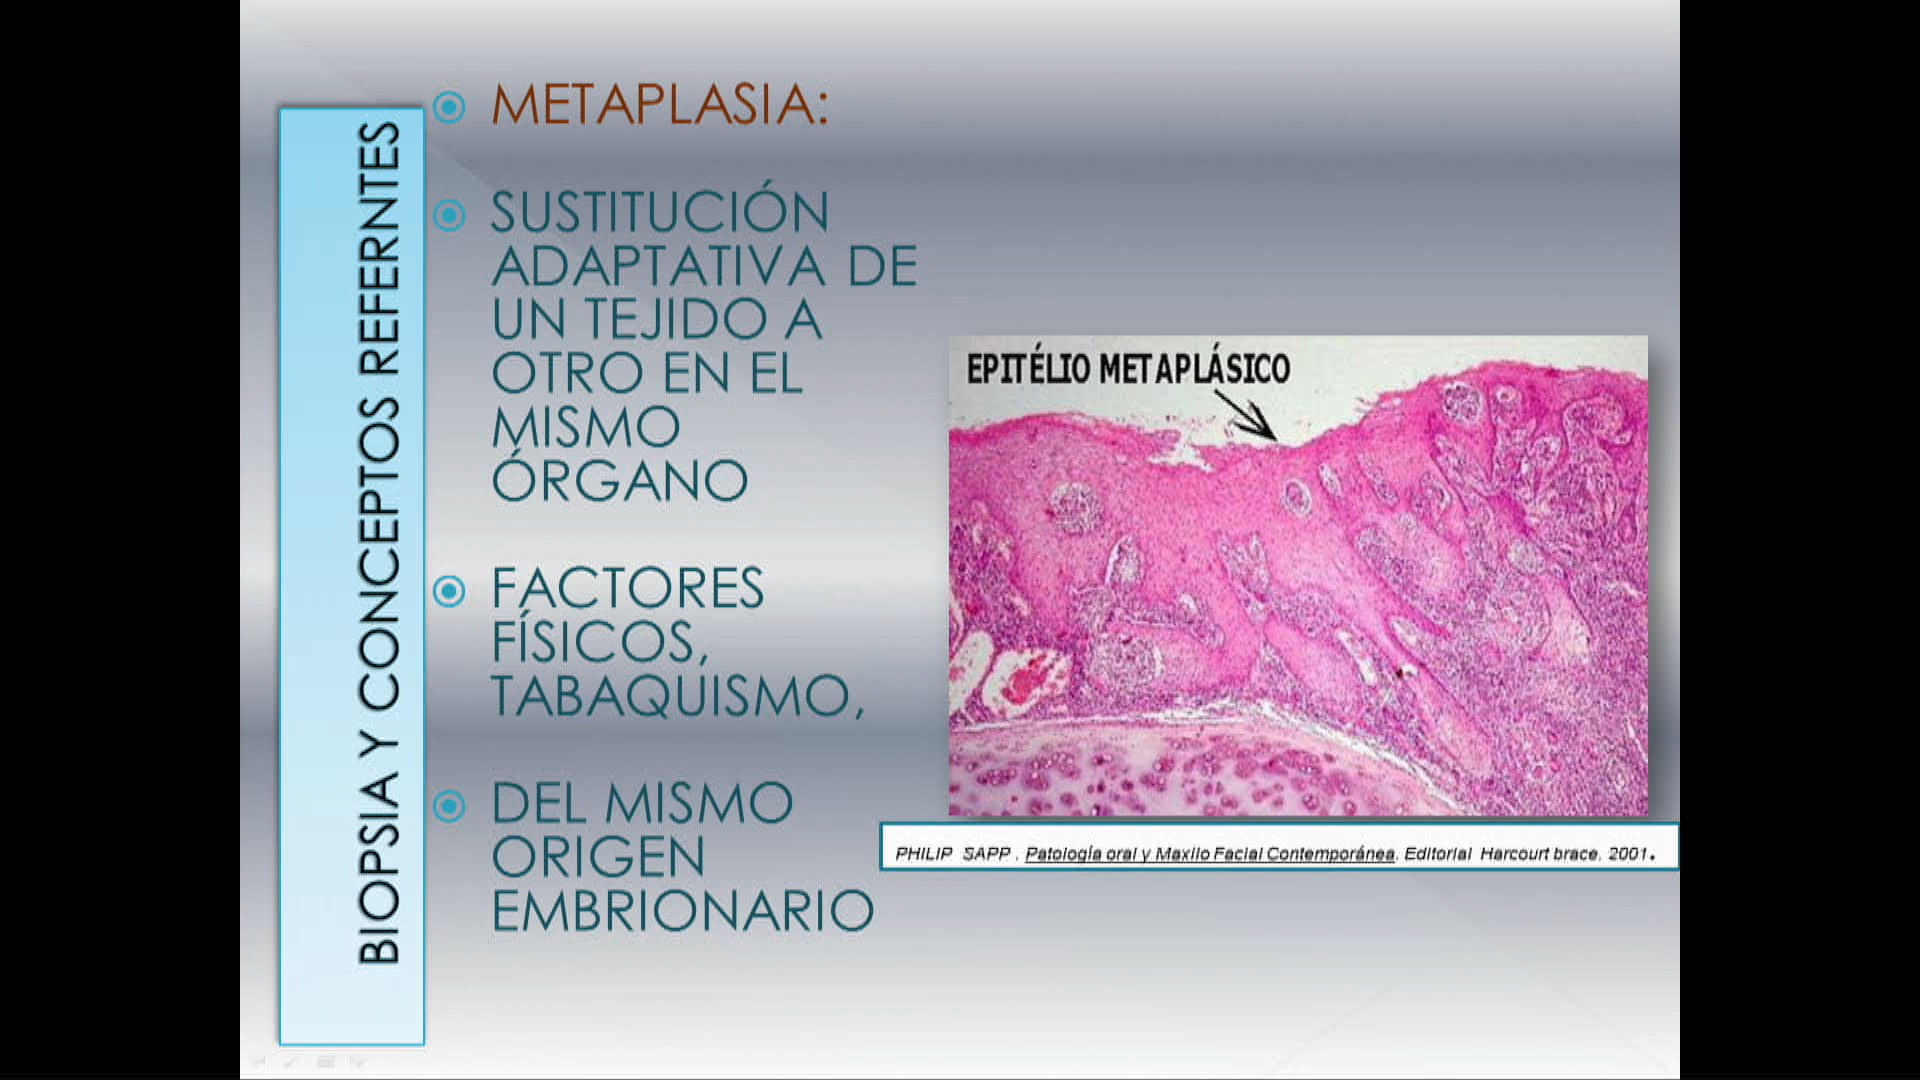 BIOPSIA Y CONCEPTOS REFERNTES
METAPLASIA:
SUSTITUCIÓN
ADAPTATIVA DE
UN TEJIDO A
OTRO EN EL
MISMO
ÓRGANO
FACTORES
FÍSICOS,
TABAQUISMO,
DEL MISMO
ORIGEN
EMBRIONARIO
EPITÉLIO METAPLÁSICO
PHILIP SAPP . Patología oral y Maxilo Facial Contemporánea. Editorial Harcourt brace. 2001.